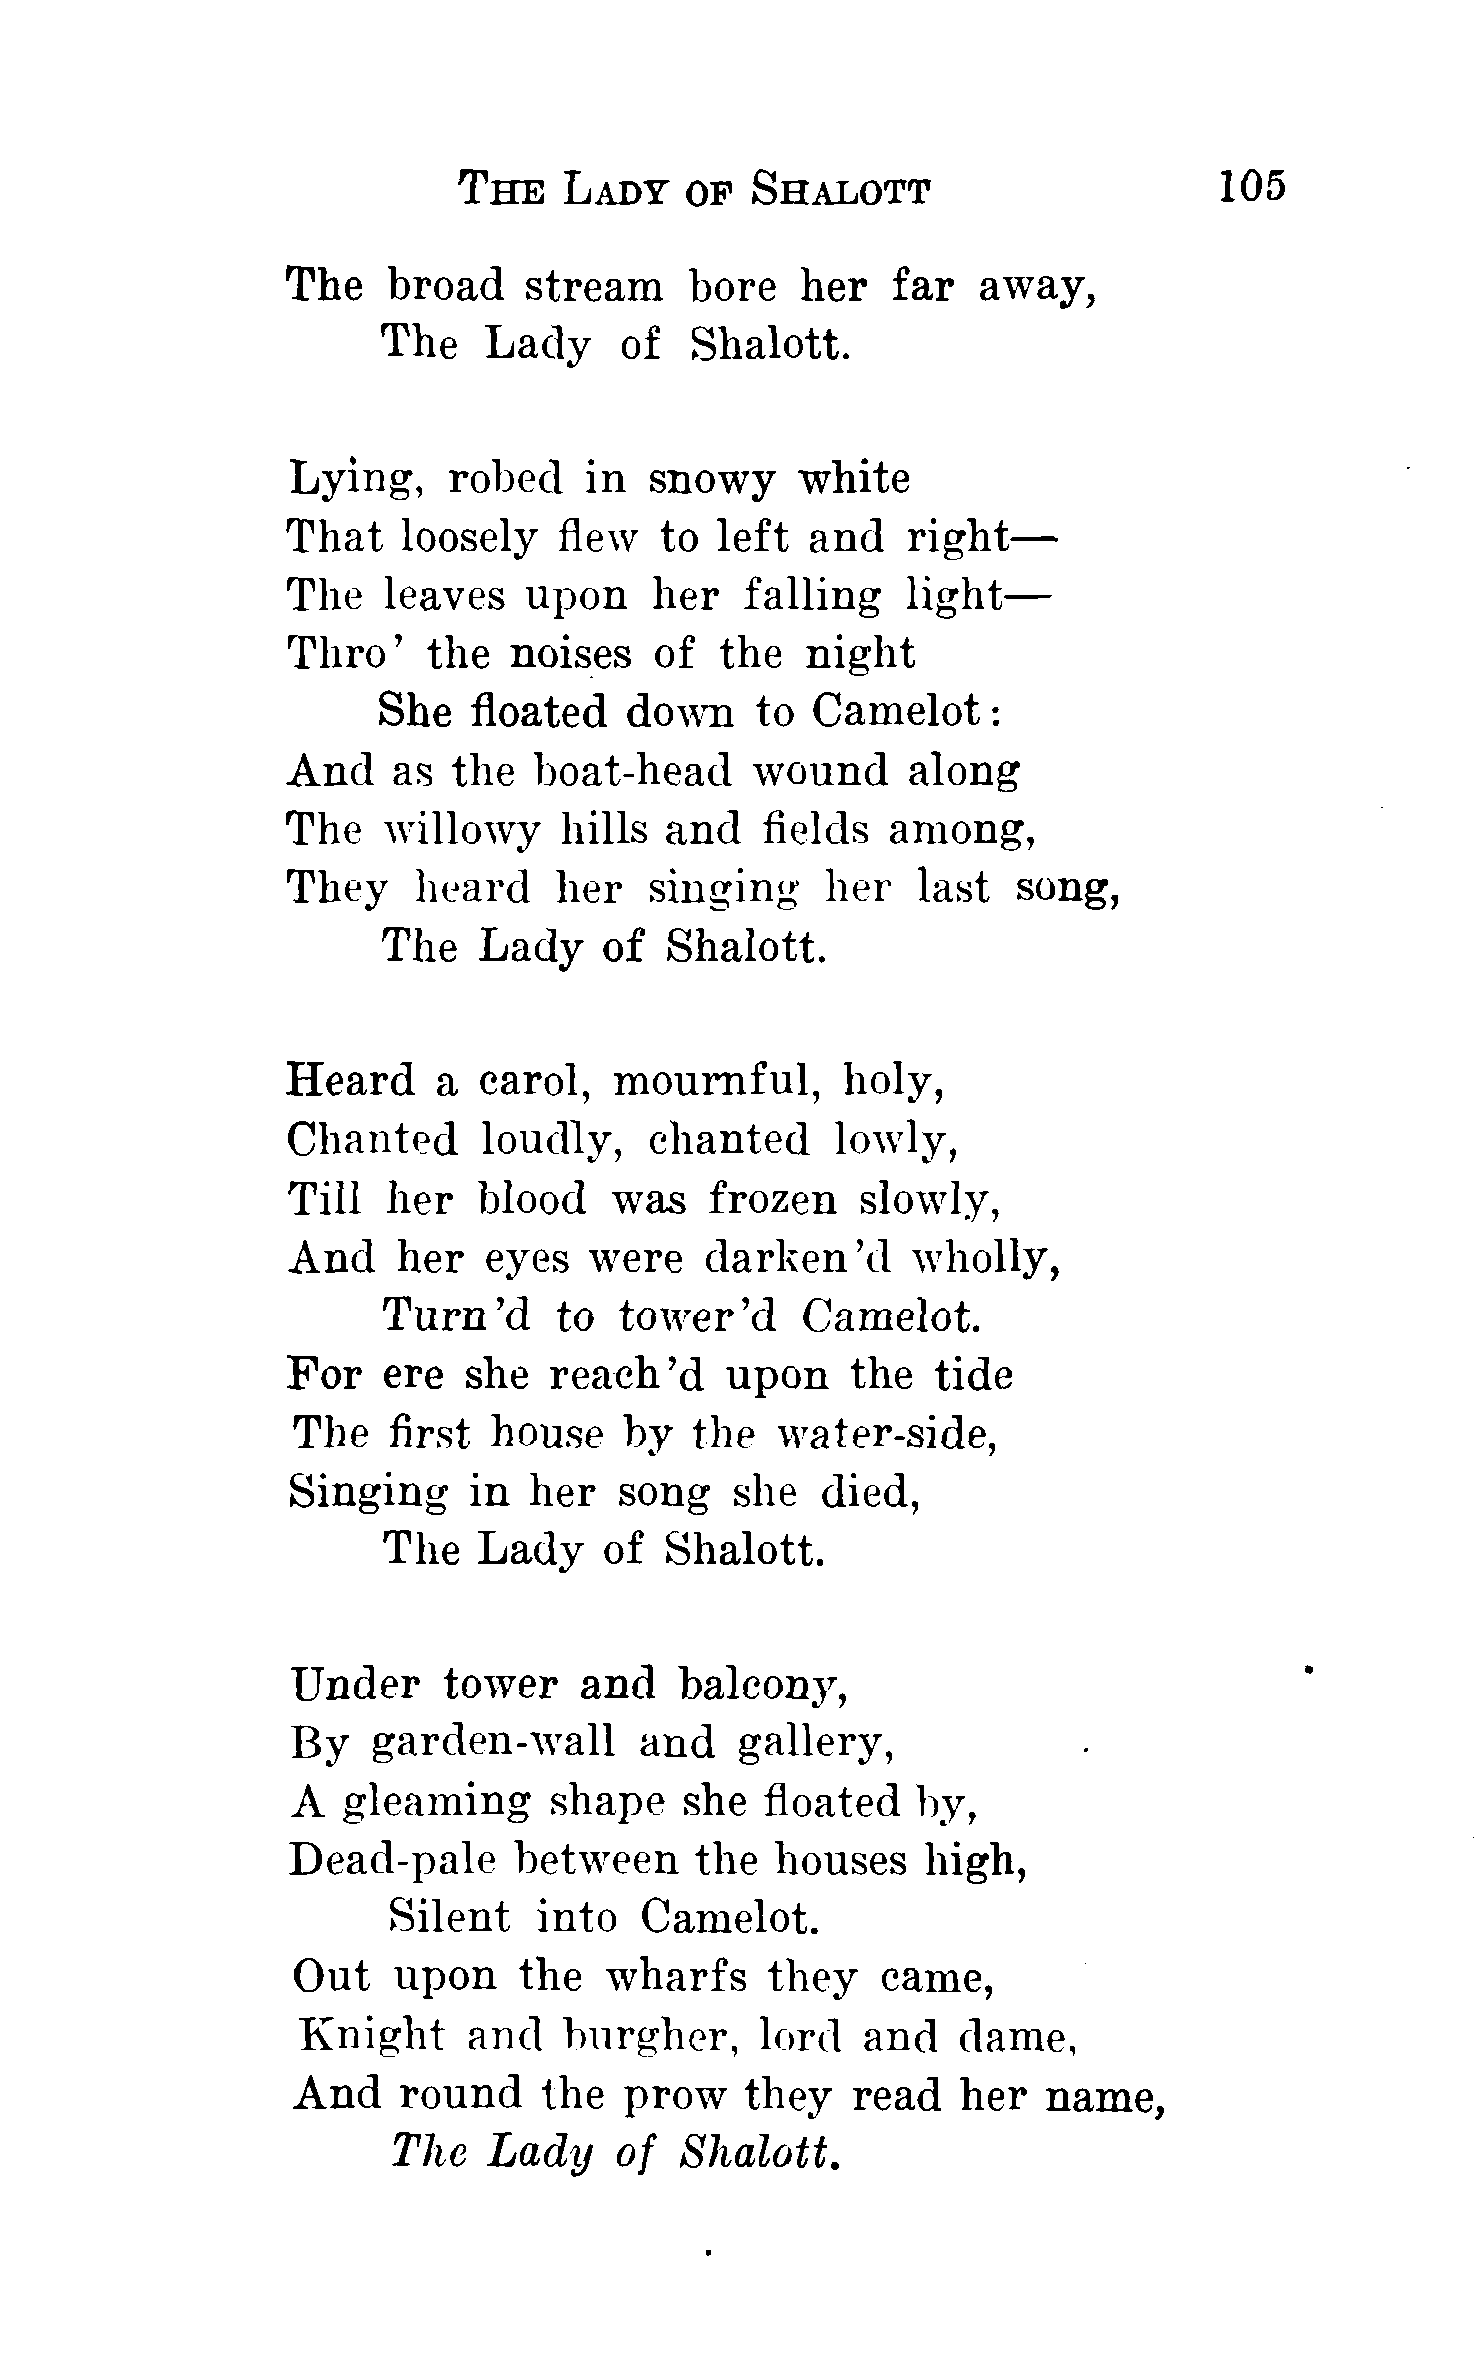 THE LADY OF SHALOTT 105
The broad stream bore her far away,
The Lady of Shalott.
Lying, robed in snowy white
That loosely flew to left and right—
The leaves upon her falling light—
Thro' the noises of the night
She floated down to Camelot:
And as the boat-head wound along
The willowy hills and fields among,
They heard her singing her last song,
The Lady of Shalott.
Heard a carol, mournful, holy,
Chanted loudly, chanted lowly,
Till her blood was frozen slowly,
And her eyes were darken'd wholly,
Turn'd to tower'd Camelot.
For ere she reach'd upon the tide
The first house by the water-side,
Singing in her song she died,
The Lady of Shalott.
Under tower and balcony,
By garden-wall and gallery,
A gleaming shape she floated by,
Dead-pale between the houses high,
Silent into Camelot.
Out upon the wharfs they came,
Knight and burgher, lord and dame,
And round the prow they read her name,
The Lady of Shalott.